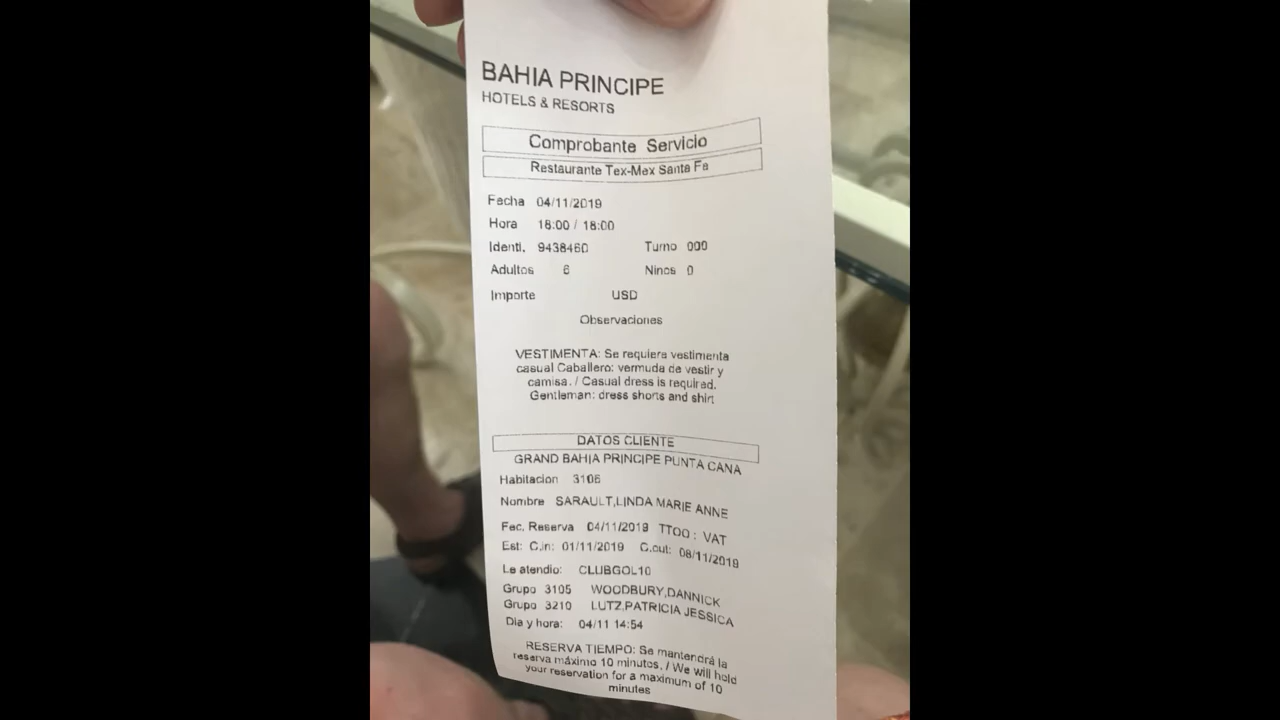 BAHIA PRINCIPE
HOTELS & RESORTS
Comprobante Servicio
Restaurante Tex-Mex Santa Fe
Fecha 04/11/2019
Hora 18:00 / 18:00
Identi. 9438460 Turno 000
Adultos 6 Ninos 0
Importe USD
Observaciones
VESTIMENTA: Se requiere vestimenta
casual Caballero: vermuda de vestir y
camisa. / Casual dress is required.
Gentleman: dress shorts and shirt
DATOS CLIENTE
GRAND BAHIA PRINCIPE PUNTA CANA
Habitacion 3106
Nombre SARAULT,LINDA MARIE ANNE
Fec. Reserva 04/11/2019 TTOO : VAT
Est: C.in: 01/11/2019 C.out: 08/11/2019
Le atendio: CLUBGOL10
Grupo 3105 WOODBURY,DANNICK
Grupo 3210 LUTZ,PATRICIA JESSICA
Dia y hora: 04/11 14:54
RESERVA TIEMPO: Se mantendrá la
reserva máximo 10 minutos. / We will hold
your reservation for a maximum of 10
minutes